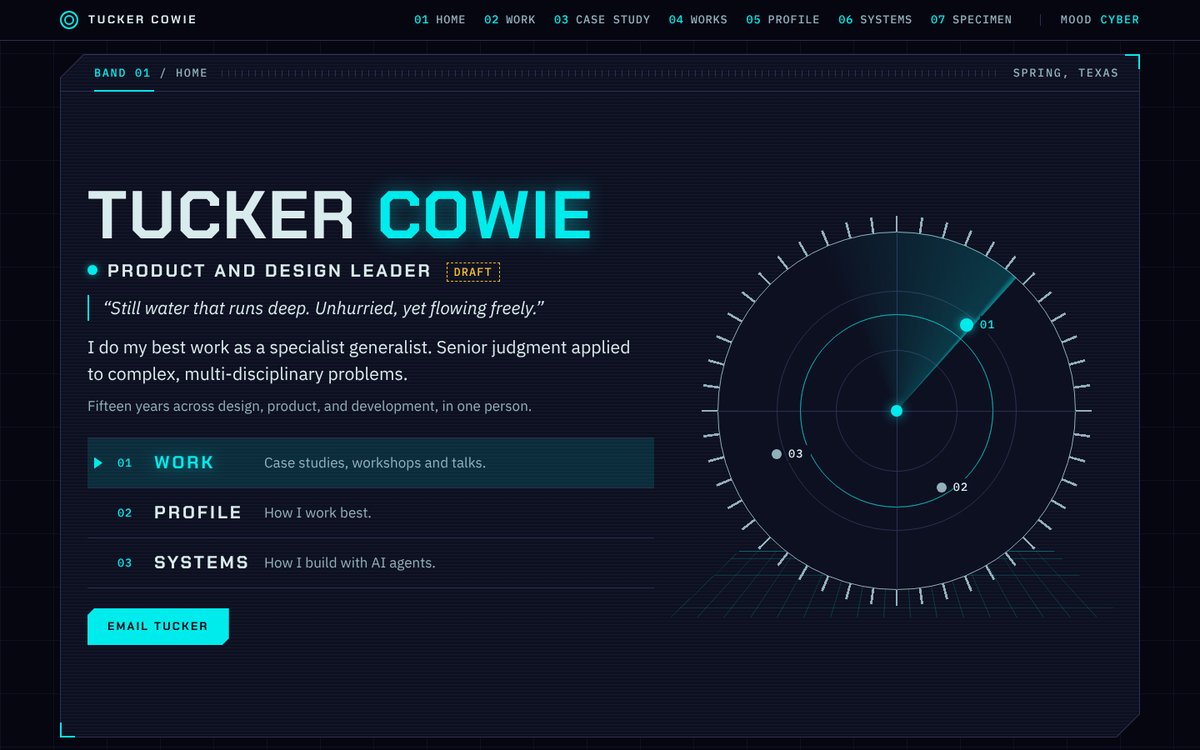 TUCKER COWIE
01 HOME 02 WORK 03 CASE STUDY 04 WORKS 05 PROFILE 06 SYSTEMS 07 SPECIMEN MOOD CYBER
BAND 01 / HOME
SPRING, TEXAS
TUCKER COWIE
PRODUCT AND DESIGN LEADER DRAFT
“Still water that runs deep. Unhurried, yet flowing freely.”
I do my best work as a specialist generalist. Senior judgment applied
to complex, multi-disciplinary problems.
Fifteen years across design, product, and development, in one person.
01 WORK Case studies, workshops and talks.
02 PROFILE How I work best.
03 SYSTEMS How I build with AI agents.
EMAIL TUCKER
01
03
02